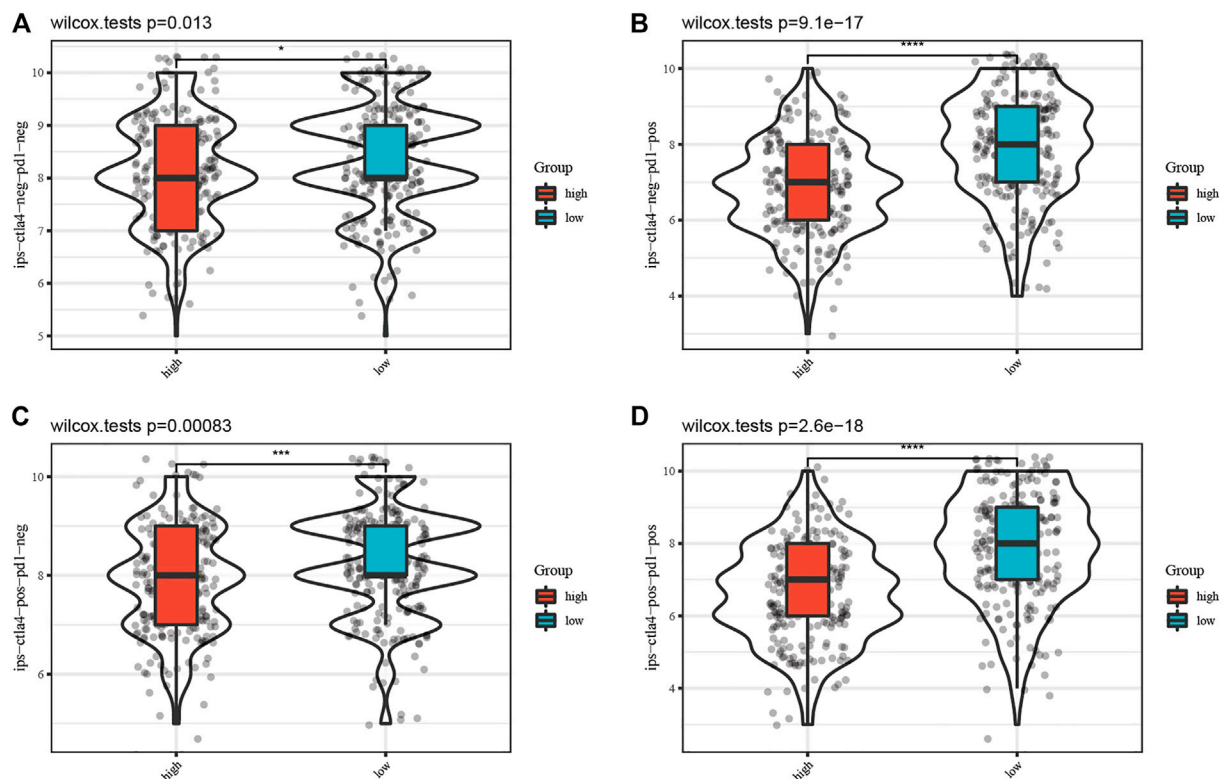 A wilcox.tests p=0.013
*
ips−ctla4−neg−pd1−neg
10
9
8
7
6
5
high
low
Group
high
low
B wilcox.tests p=9.1e−17
****
ips−ctla4−neg−pd1−pos
10
8
6
4
high
low
Group
high
low
C wilcox.tests p=0.00083
***
ips−ctla4−pos−pd1−neg
10
8
6
high
low
Group
high
low
D wilcox.tests p=2.6e−18
****
ips−ctla4−pos−pd1−pos
10
8
6
4
high
low
Group
high
low